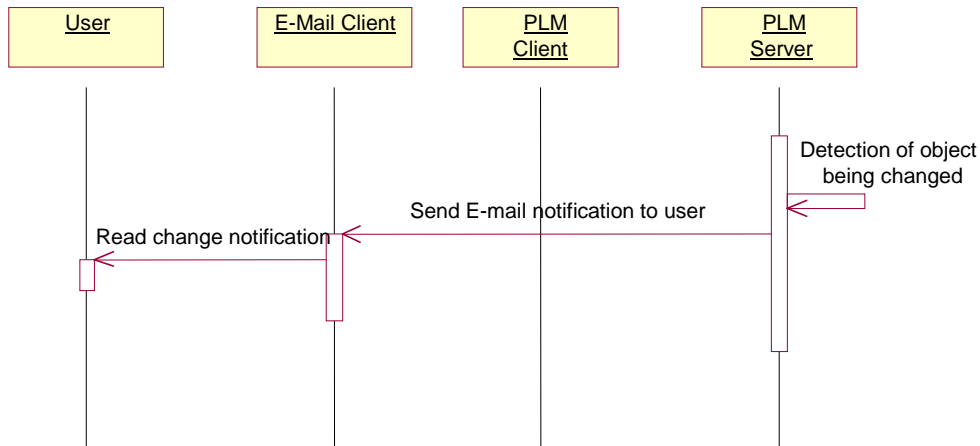 User
E-Mail Client
PLM
Client
PLM
Server
Detection of object
being changed
Send E-mail notification to user
Read change notification